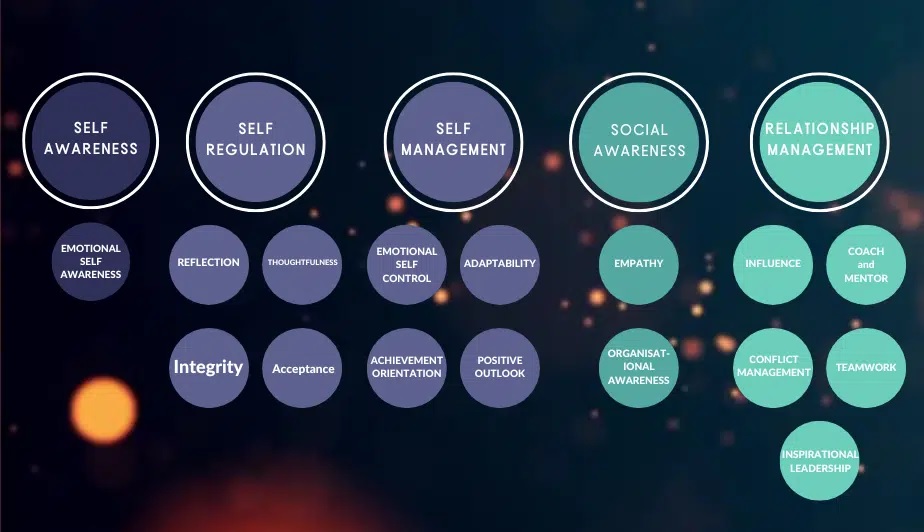 SELF
AWARENESS
SELF
REGULATION
SELF
MANAGEMENT
SOCIAL
AWARENESS
RELATIONSHIP
MANAGEMENT
EMOTIONAL
SELF
AWARENESS
REFLECTION
THOUGHTFULNESS
EMOTIONAL
SELF
CONTROL
ADAPTABILITY
EMPATHY
INFLUENCE
COACH
and
MENTOR
Integrity
Acceptance
ACHIEVEMENT
ORIENTATION
POSITIVE
OUTLOOK
ORGANISAT-
IONAL
AWARENESS
CONFLICT
MANAGEMENT
TEAMWORK
INSPIRATIONAL
LEADERSHIP